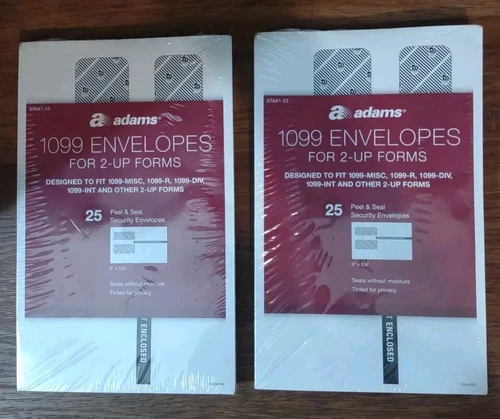 STAX1-23
adams®
1099 ENVELOPES
FOR 2-UP FORMS
DESIGNED TO FIT 1099-MISC, 1099-R, 1099-DIV,
1099-INT AND OTHER 2-UP FORMS
25
Peel & Seal
Security Envelopes
Seals without moisture
Tinted for privacy
T ENCLOSED
adams®
1099 ENVELOPES
FOR 2-UP FORMS
DESIGNED TO FIT 1099-MISC, 1099-R, 1099-DIV,
1099-INT AND OTHER 2-UP FORMS
25
Peel & Seal
Security Envelopes
Seals without moisture
Tinted for privacy
T ENCLOSED